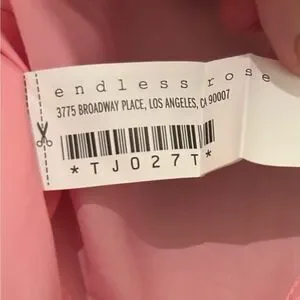 endless rose
3775 BROADWAY PLACE, LOS ANGELES, CA 90007
*TJ027T*